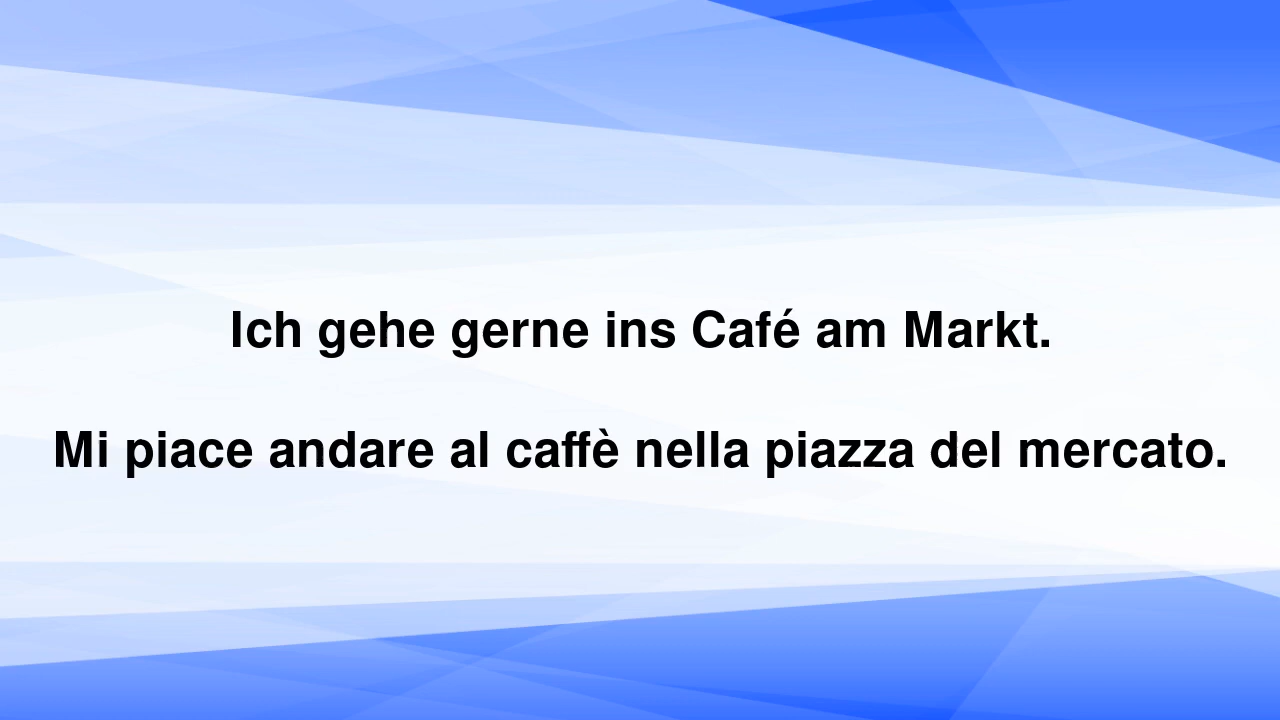 Ich gehe gerne ins Café am Markt.
Mi piace andare al caffè nella piazza del mercato.